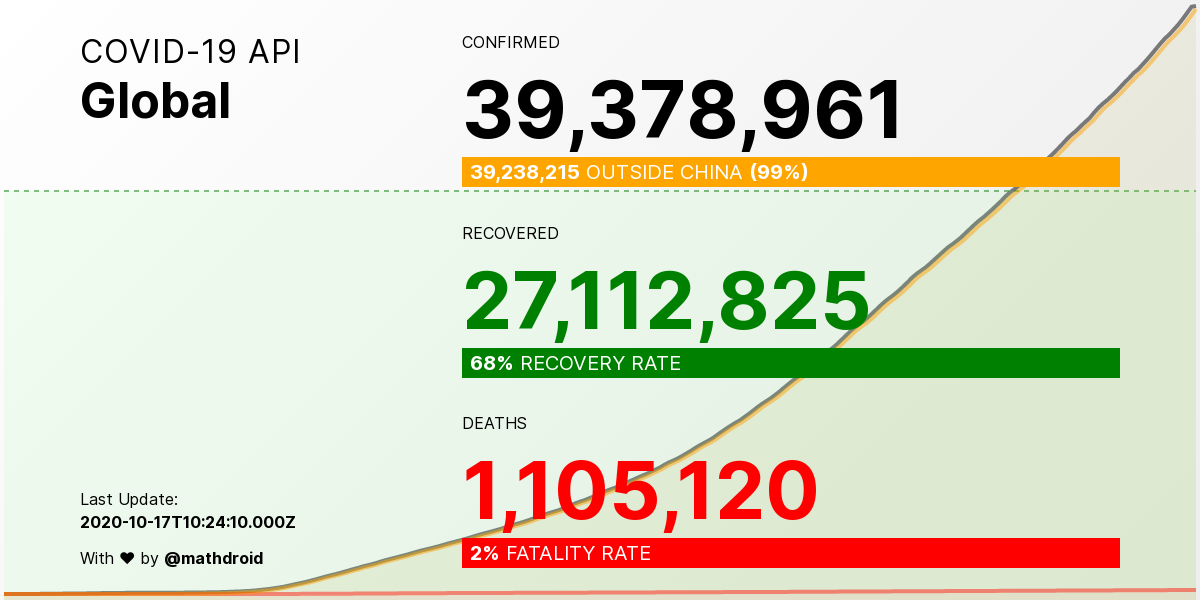 COVID-19 API
Global
CONFIRMED
39,378,961
39,238,215 OUTSIDE CHINA (99%)
RECOVERED
27,112,825
68% RECOVERY RATE
DEATHS
1,105,120
2% FATALITY RATE
Last Update:
2020-10-17T10:24:10.000Z
With ♥ by @mathdroid